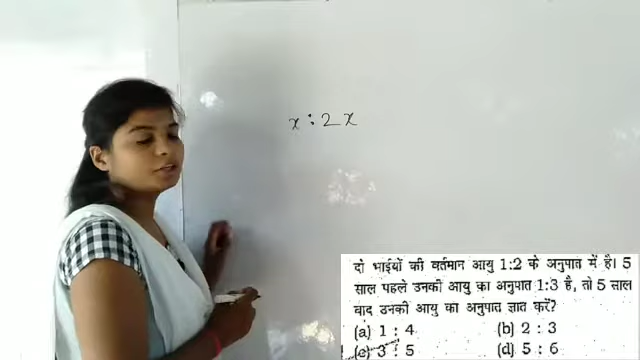 x : 2x
दो भाईयों की वर्तमान आयु 1:2 के अनुपात में है। 5
साल पहले उनकी आयु का अनुपात 1:3 है, तो 5 साल
बाद उनकी आयु का अनुपात ज्ञात करें?
(a) 1 : 4 (b) 2 : 3
(c) 3 : 5 (d) 5 : 6